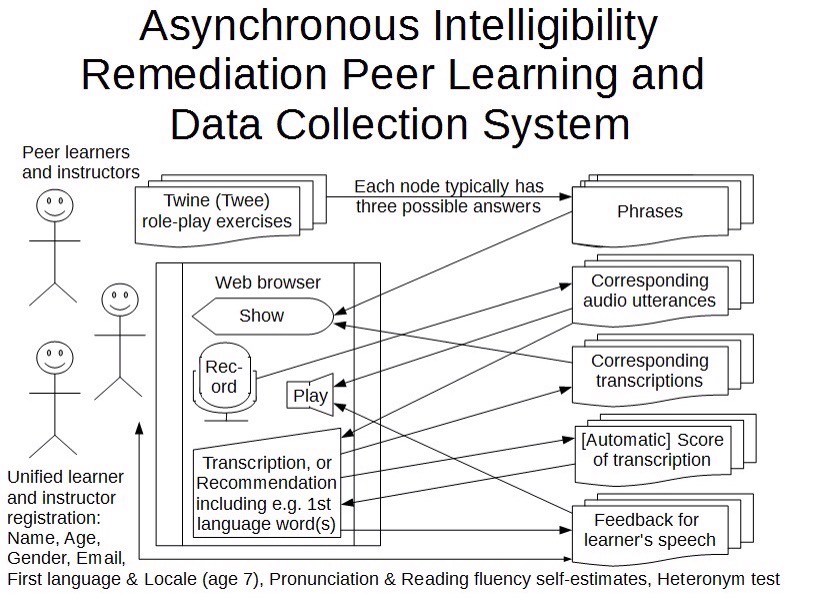 Asynchronous Intelligibility
Remediation Peer Learning and
Data Collection System
Peer learners
and instructors
Twine (Twee)
role-play exercises
Each node typically has
three possible answers
Phrases
Web browser
Show
Corresponding
audio utterances
Rec-
ord
Play
Corresponding
transcriptions
Transcription, or
Recommendation
including e.g. 1st
language word(s)
[Automatic] Score
of transcription
Feedback for
learner's speech
Unified learner
and instructor
registration:
Name, Age,
Gender, Email,
First language & Locale (age 7), Pronunciation & Reading fluency self-estimates, Heteronym test